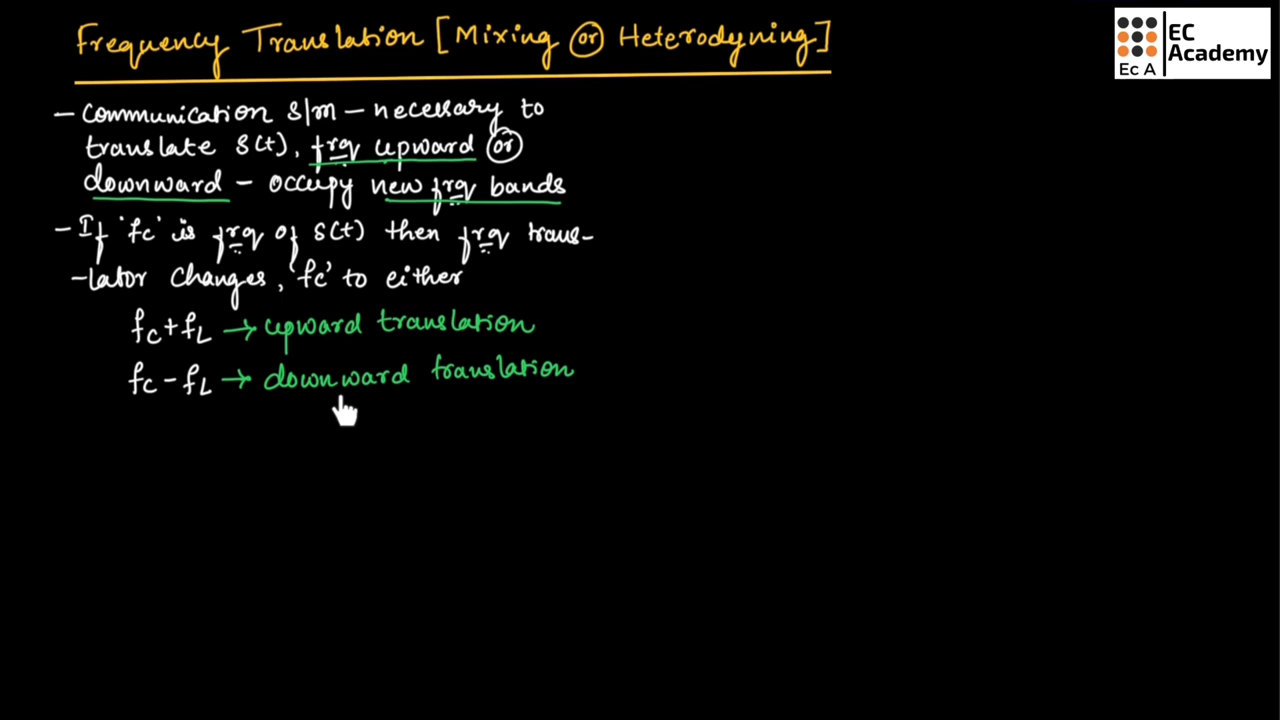 Frequency Translation [Mixing or Heterodyning]
EC
Academy
Ec A
- Communication S/m - necessary to
translate S(t), frq upward or
downward - occupy new frq bands
- If 'fc' is frq of S(t) then frq trans-
-lator changes, 'fc' to either
fc+fL → upward translation
fc-fL → downward translation